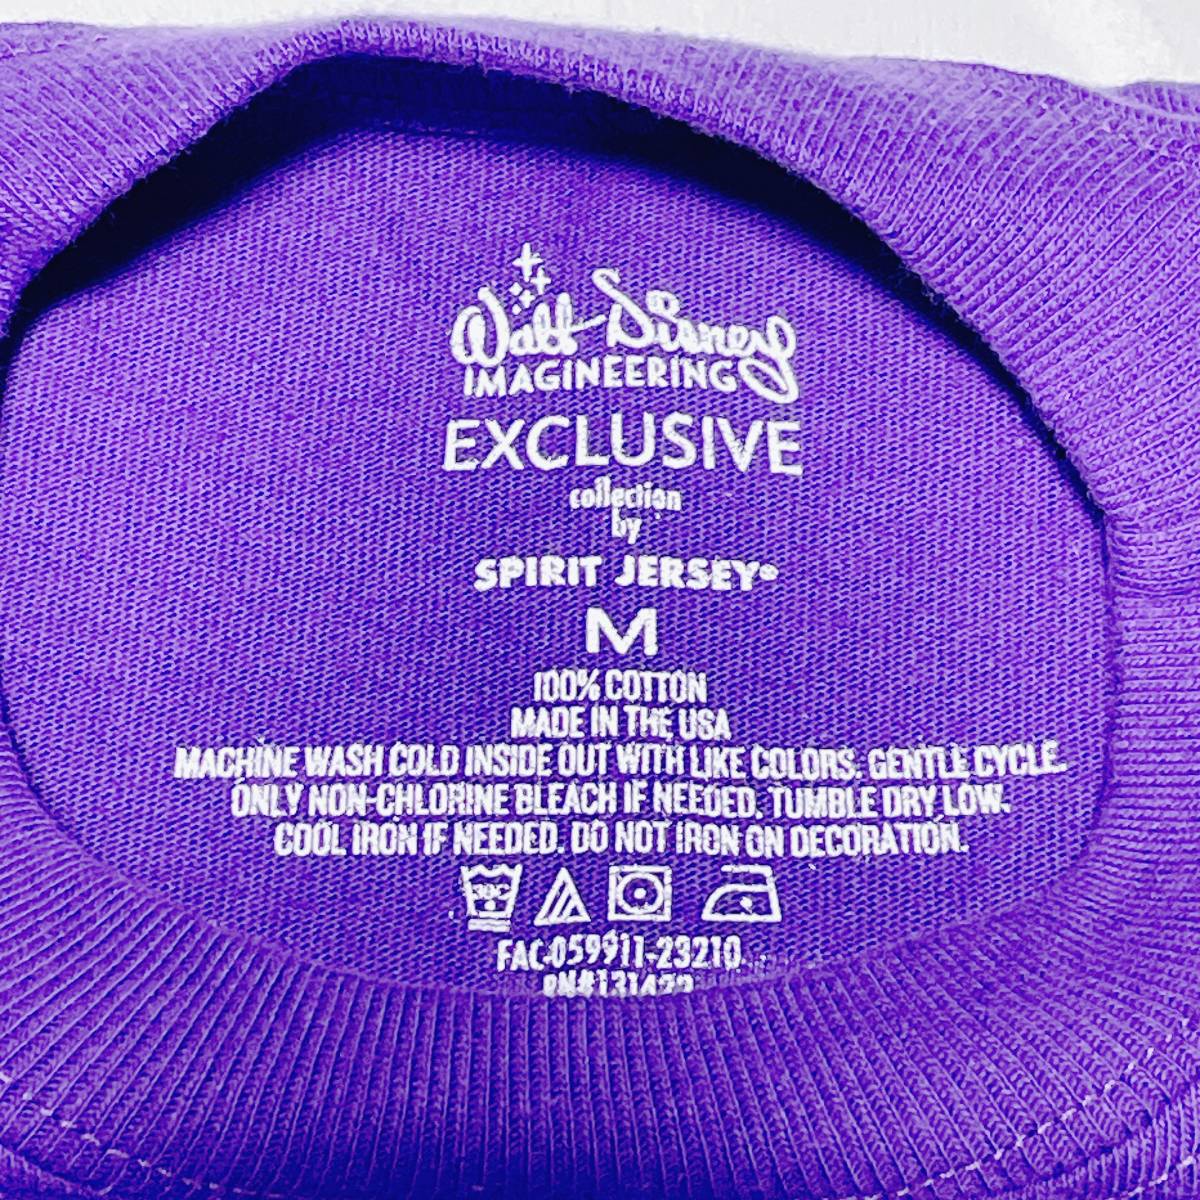 Walt Disney
IMAGINEERING
EXCLUSIVE
collection
by
SPIRIT JERSEY®
M
100% COTTON
MADE IN THE USA
MACHINE WASH COLD INSIDE OUT WITH LIKE COLORS. GENTLE CYCLE.
ONLY NON-CHLORINE BLEACH IF NEEDED. TUMBLE DRY LOW.
COOL IRON IF NEEDED. DO NOT IRON ON DECORATION.
30C
FAC-059911-23210